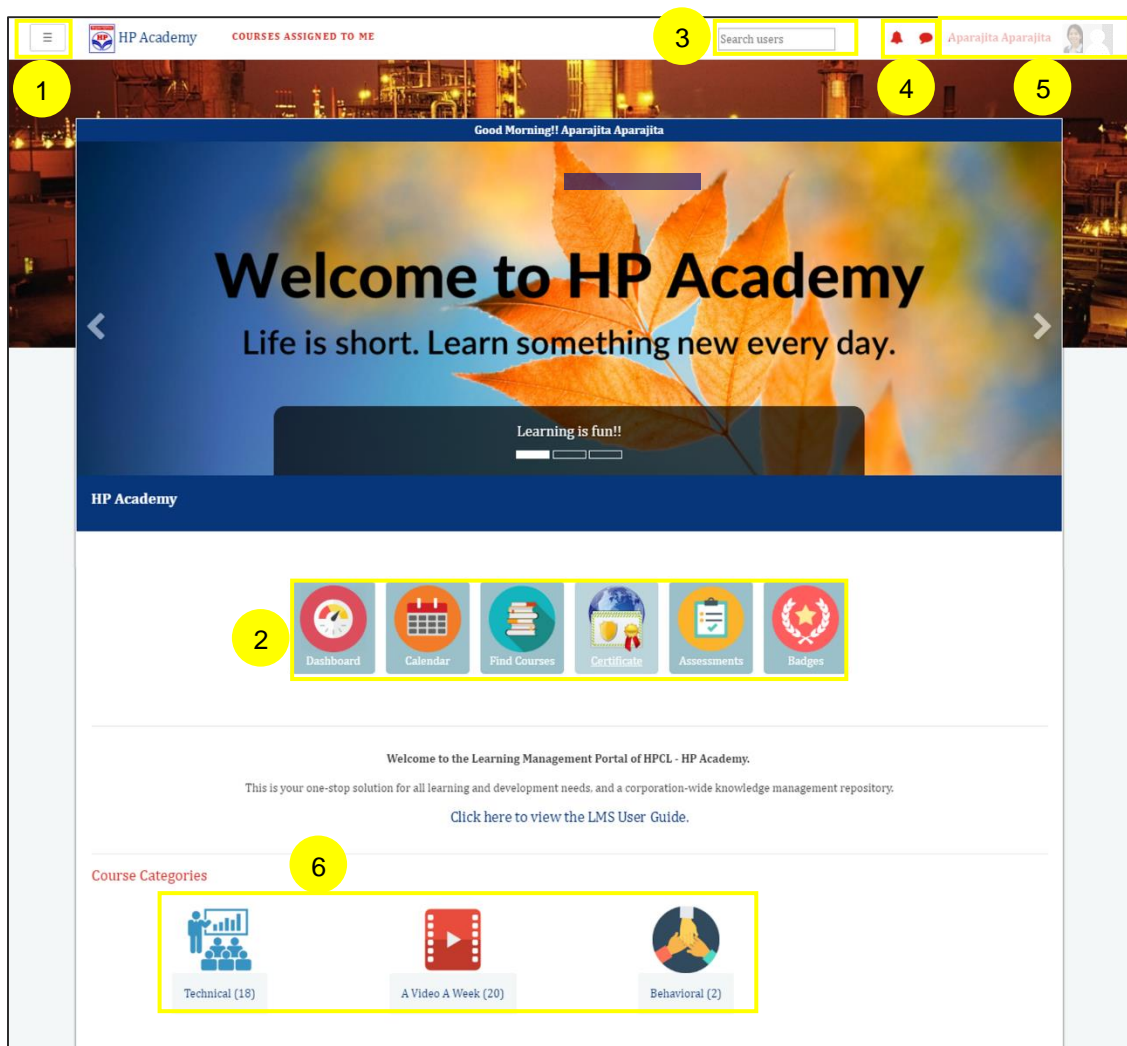 ☰ HP Academy COURSES ASSIGNED TO ME 3 Search users Aparajita Aparajita
1 4 5
Good Morning!! Aparajita Aparajita
Welcome to HP Academy
Life is short. Learn something new every day.
Learning is fun!!
HP Academy
2
Dashboard Calendar Find Courses Certificate Assessments Badges
Welcome to the Learning Management Portal of HPCL - HP Academy.
This is your one-stop solution for all learning and development needs, and a corporation-wide knowledge management repository.
Click here to view the LMS User Guide.
6
Course Categories
Technical (18) A Video A Week (20) Behavioral (2)